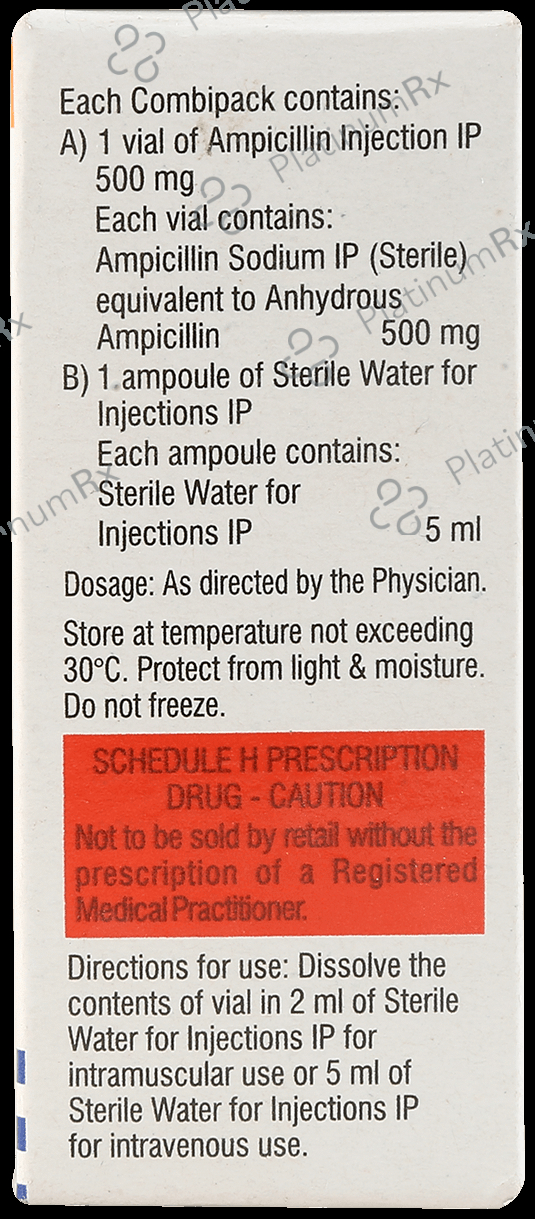 Each Combipack contains:
A) 1 vial of Ampicillin Injection IP
500 mg
Each vial contains:
Ampicillin Sodium IP (Sterile)
equivalent to Anhydrous
Ampicillin 500 mg
B) 1 ampoule of Sterile Water for
Injections IP
Each ampoule contains:
Sterile Water for
Injections IP 5 ml
Dosage: As directed by the Physician.
Store at temperature not exceeding
30°C. Protect from light & moisture.
Do not freeze.
SCHEDULE H PRESCRIPTION
DRUG - CAUTION
Not to be sold by retail without the
prescription of a Registered
Medical Practitioner.
Directions for use: Dissolve the
contents of vial in 2 ml of Sterile
Water for Injections IP for
intramuscular use or 5 ml of
Sterile Water for Injections IP
for intravenous use.
PlatinumRx
PlatinumRx